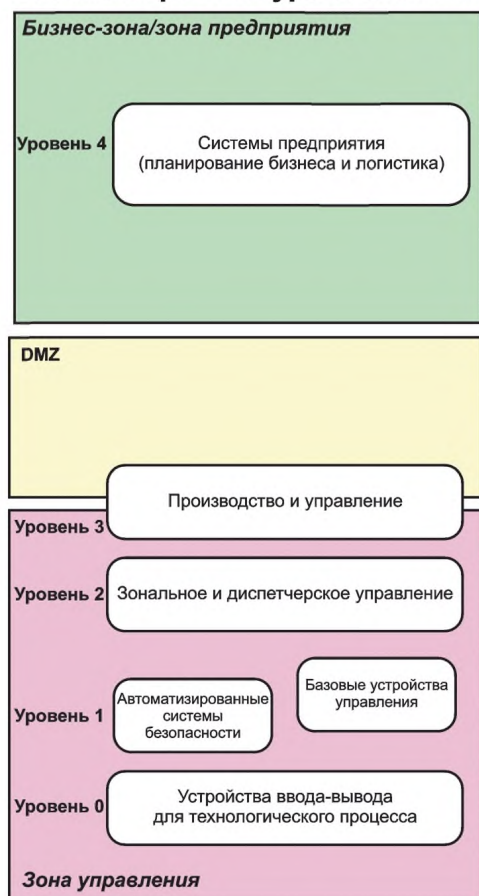 Бизнес-зона/зона предприятия
Уровень 4
Системы предприятия
(планирование бизнеса и логистика)
DMZ
Производство и управление
Уровень 3
Уровень 2
Зональное и диспетчерское управление
Уровень 1
Автоматизированные
системы
безопасности
Базовые устройства
управления
Уровень 0
Устройства ввода-вывода
для технологического процесса
Зона управления